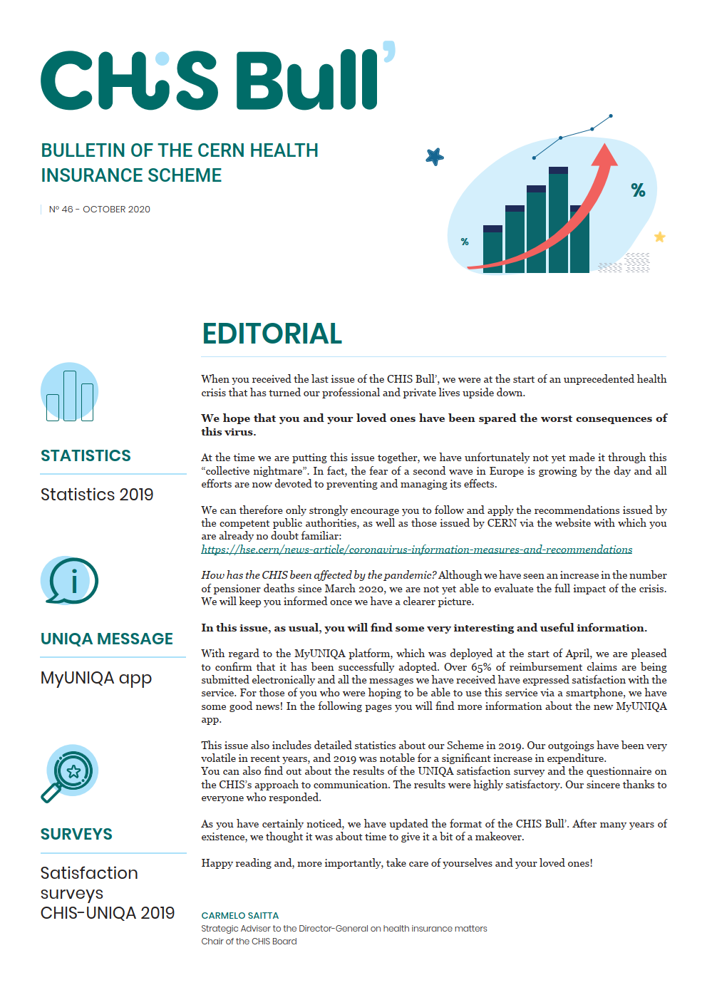 CHiS Bull'
BULLETIN OF THE CERN HEALTH
INSURANCE SCHEME
N° 46 - OCTOBER 2020
%
%
STATISTICS
Statistics 2019
UNIQA MESSAGE
MyUNIQA app
SURVEYS
Satisfaction
surveys
CHIS-UNIQA 2019
EDITORIAL
When you received the last issue of the CHIS Bull’, we were at the start of an unprecedented health
crisis that has turned our professional and private lives upside down.
We hope that you and your loved ones have been spared the worst consequences of
this virus.
At the time we are putting this issue together, we have unfortunately not yet made it through this
“collective nightmare”. In fact, the fear of a second wave in Europe is growing by the day and all
efforts are now devoted to preventing and managing its effects.
We can therefore only strongly encourage you to follow and apply the recommendations issued by
the competent public authorities, as well as those issued by CERN via the website with which you
are already no doubt familiar:
https://hse.cern/news-article/coronavirus-information-measures-and-recommendations
How has the CHIS been affected by the pandemic? Although we have seen an increase in the number
of pensioner deaths since March 2020, we are not yet able to evaluate the full impact of the crisis.
We will keep you informed once we have a clearer picture.
In this issue, as usual, you will find some very interesting and useful information.
With regard to the MyUNIQA platform, which was deployed at the start of April, we are pleased
to confirm that it has been successfully adopted. Over 65% of reimbursement claims are being
submitted electronically and all the messages we have received have expressed satisfaction with the
service. For those of you who were hoping to be able to use this service via a smartphone, we have
some good news! In the following pages you will find more information about the new MyUNIQA
app.
This issue also includes detailed statistics about our Scheme in 2019. Our outgoings have been very
volatile in recent years, and 2019 was notable for a significant increase in expenditure.
You can also find out about the results of the UNIQA satisfaction survey and the questionnaire on
the CHIS’s approach to communication. The results were highly satisfactory. Our sincere thanks to
everyone who responded.
As you have certainly noticed, we have updated the format of the CHIS Bull’. After many years of
existence, we thought it was about time to give it a bit of a makeover.
Happy reading and, more importantly, take care of yourselves and your loved ones!
CARMELO SAITTA
Strategic Adviser to the Director-General on health insurance matters
Chair of the CHIS Board